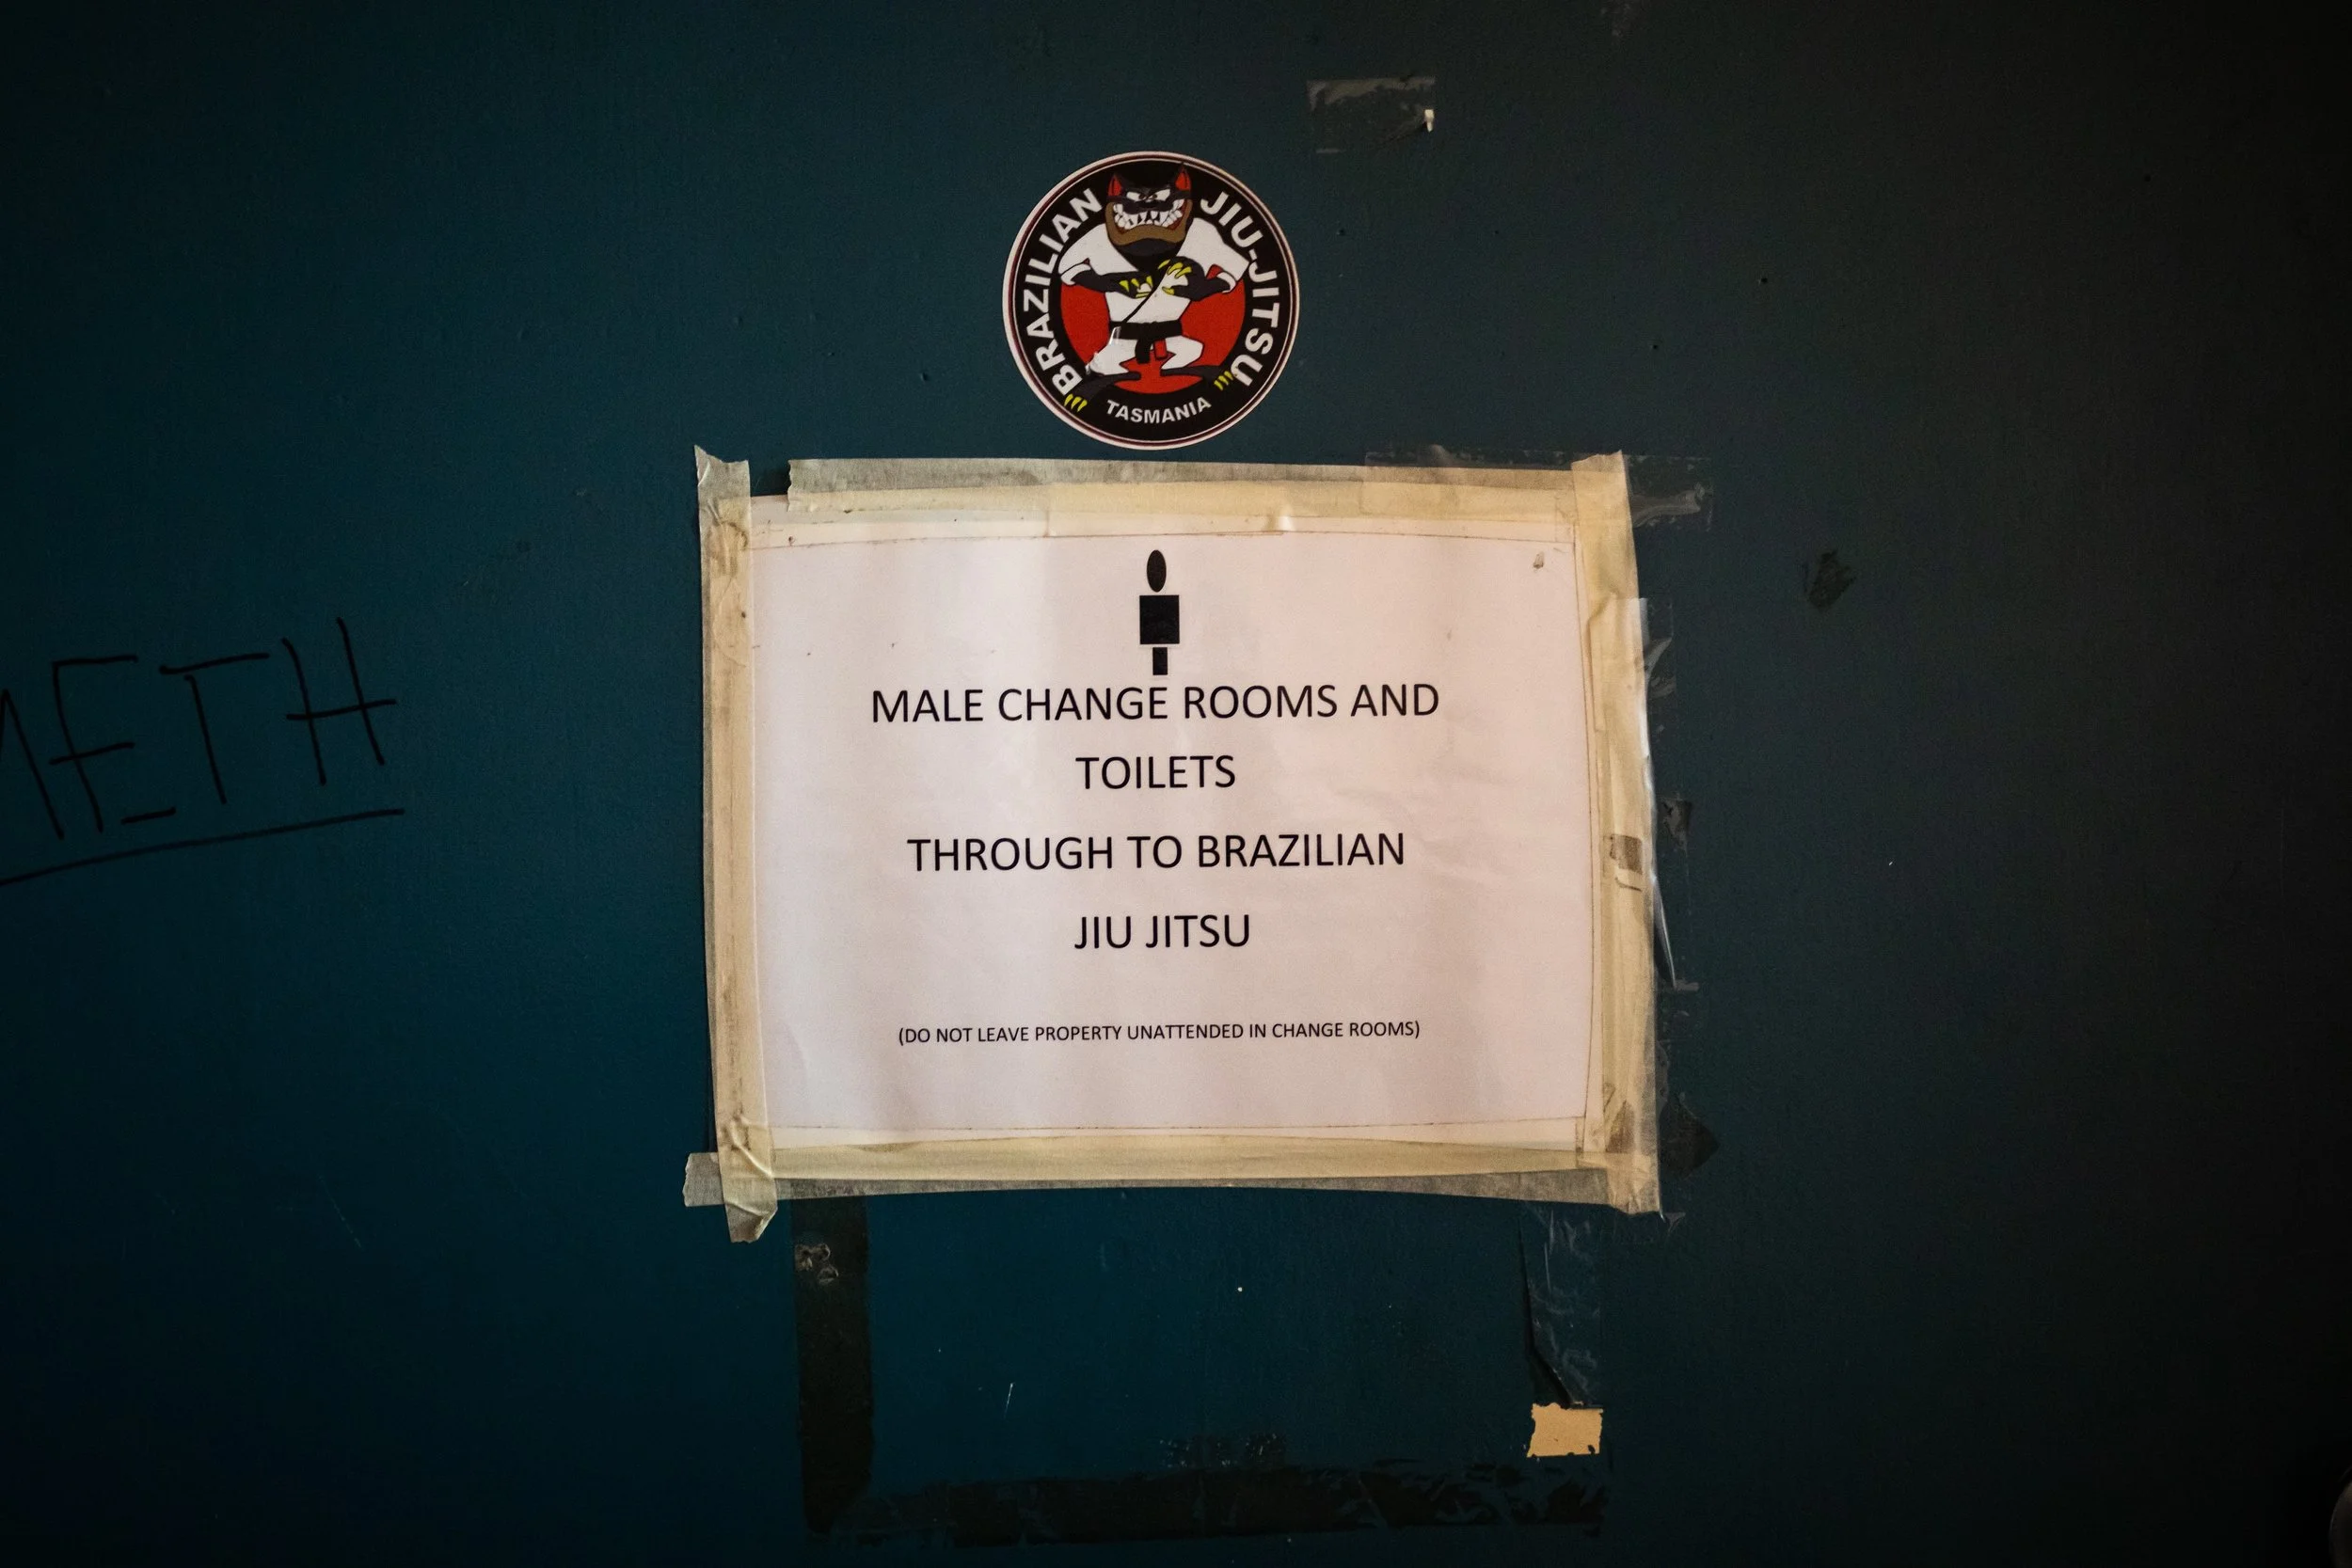 BRAZILIAN JIU-JITSU
TASMANIA
METH
MALE CHANGE ROOMS AND
TOILETS
THROUGH TO BRAZILIAN
JIU JITSU
(DO NOT LEAVE PROPERTY UNATTENDED IN CHANGE ROOMS)